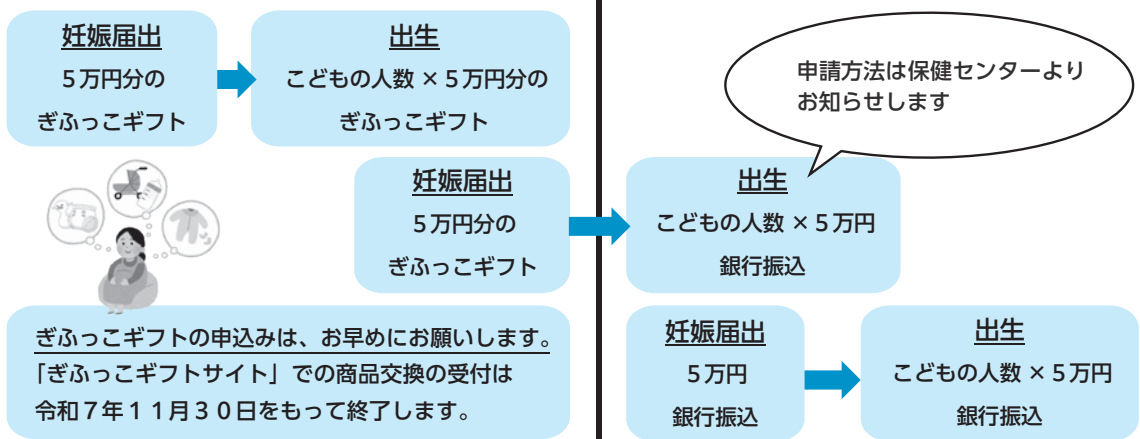 妊娠届出
５万円分の
ぎふっこギフト
出生
こどもの人数 × ５万円分の
ぎふっこギフト
申請方法は保健センターより
お知らせします
妊娠届出
５万円分の
ぎふっこギフト
出生
こどもの人数 × ５万円
銀行振込
ぎふっこギフトの申込みは、お早めにお願いします。
「ぎふっこギフトサイト」での商品交換の受付は
令和７年１１月３０日をもって終了します。
妊娠届出
５万円
銀行振込
出生
こどもの人数 × ５万円
銀行振込